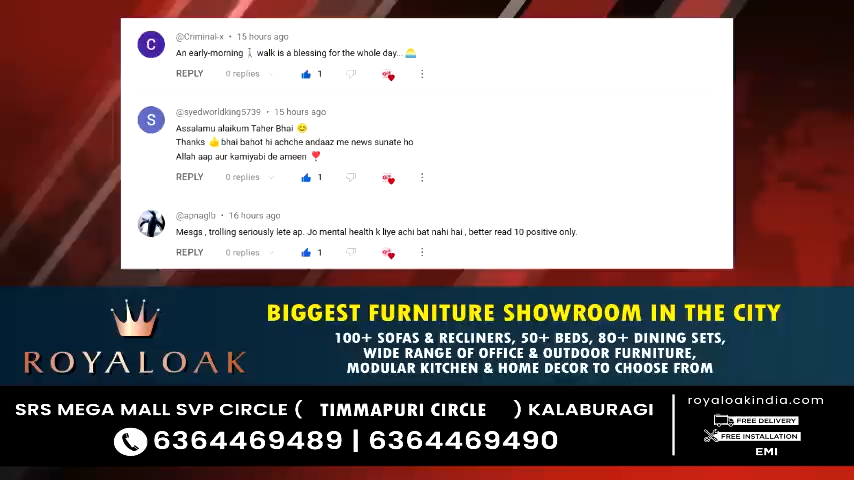 C
@Criminal-x • 15 hours ago
An early-morning 🚶 walk is a blessing for the whole day... 🌅
REPLY 0 replies 1
S
@syedworldking5739 • 15 hours ago
Assalamu alaikum Taher Bhai 😊
Thanks 👍 bhai bahot hi achche andaaz me news sunate ho
Allah aap aur kamiyabi de ameen ❣️
REPLY 0 replies 1
@apnaglb • 16 hours ago
Mesgs , trolling seriously lete ap. Jo mental health k liye achi bat nahi hai , better read 10 positive only.
REPLY 0 replies 1
ROYALOAK
BIGGEST FURNITURE SHOWROOM IN THE CITY
100+ SOFAS & RECLINERS, 50+ BEDS, 80+ DINING SETS,
WIDE RANGE OF OFFICE & OUTDOOR FURNITURE,
MODULAR KITCHEN & HOME DECOR TO CHOOSE FROM
SRS MEGA MALL SVP CIRCLE ( TIMMAPURI CIRCLE ) KALABURAGI
6364469489 | 6364469490
royaloakindia.com
FREE DELIVERY
FREE INSTALLATION
EMI